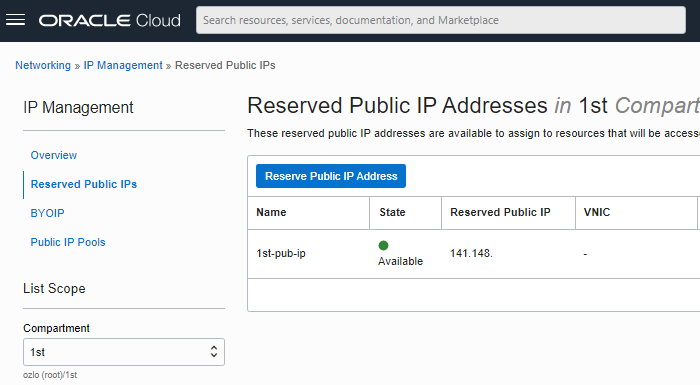 ORACLE Cloud
Search resources, services, documentation, and Marketplace
Networking » IP Management » Reserved Public IPs
IP Management
Overview
Reserved Public IPs
BYOIP
Public IP Pools
List Scope
Compartment
1st
ozlo (root)/1st
Reserved Public IP Addresses in 1st Compart
These reserved public IP addresses are available to assign to resources that will be access
Reserve Public IP Address
Name State Reserved Public IP VNIC
1st-pub-ip Available 141.148. -